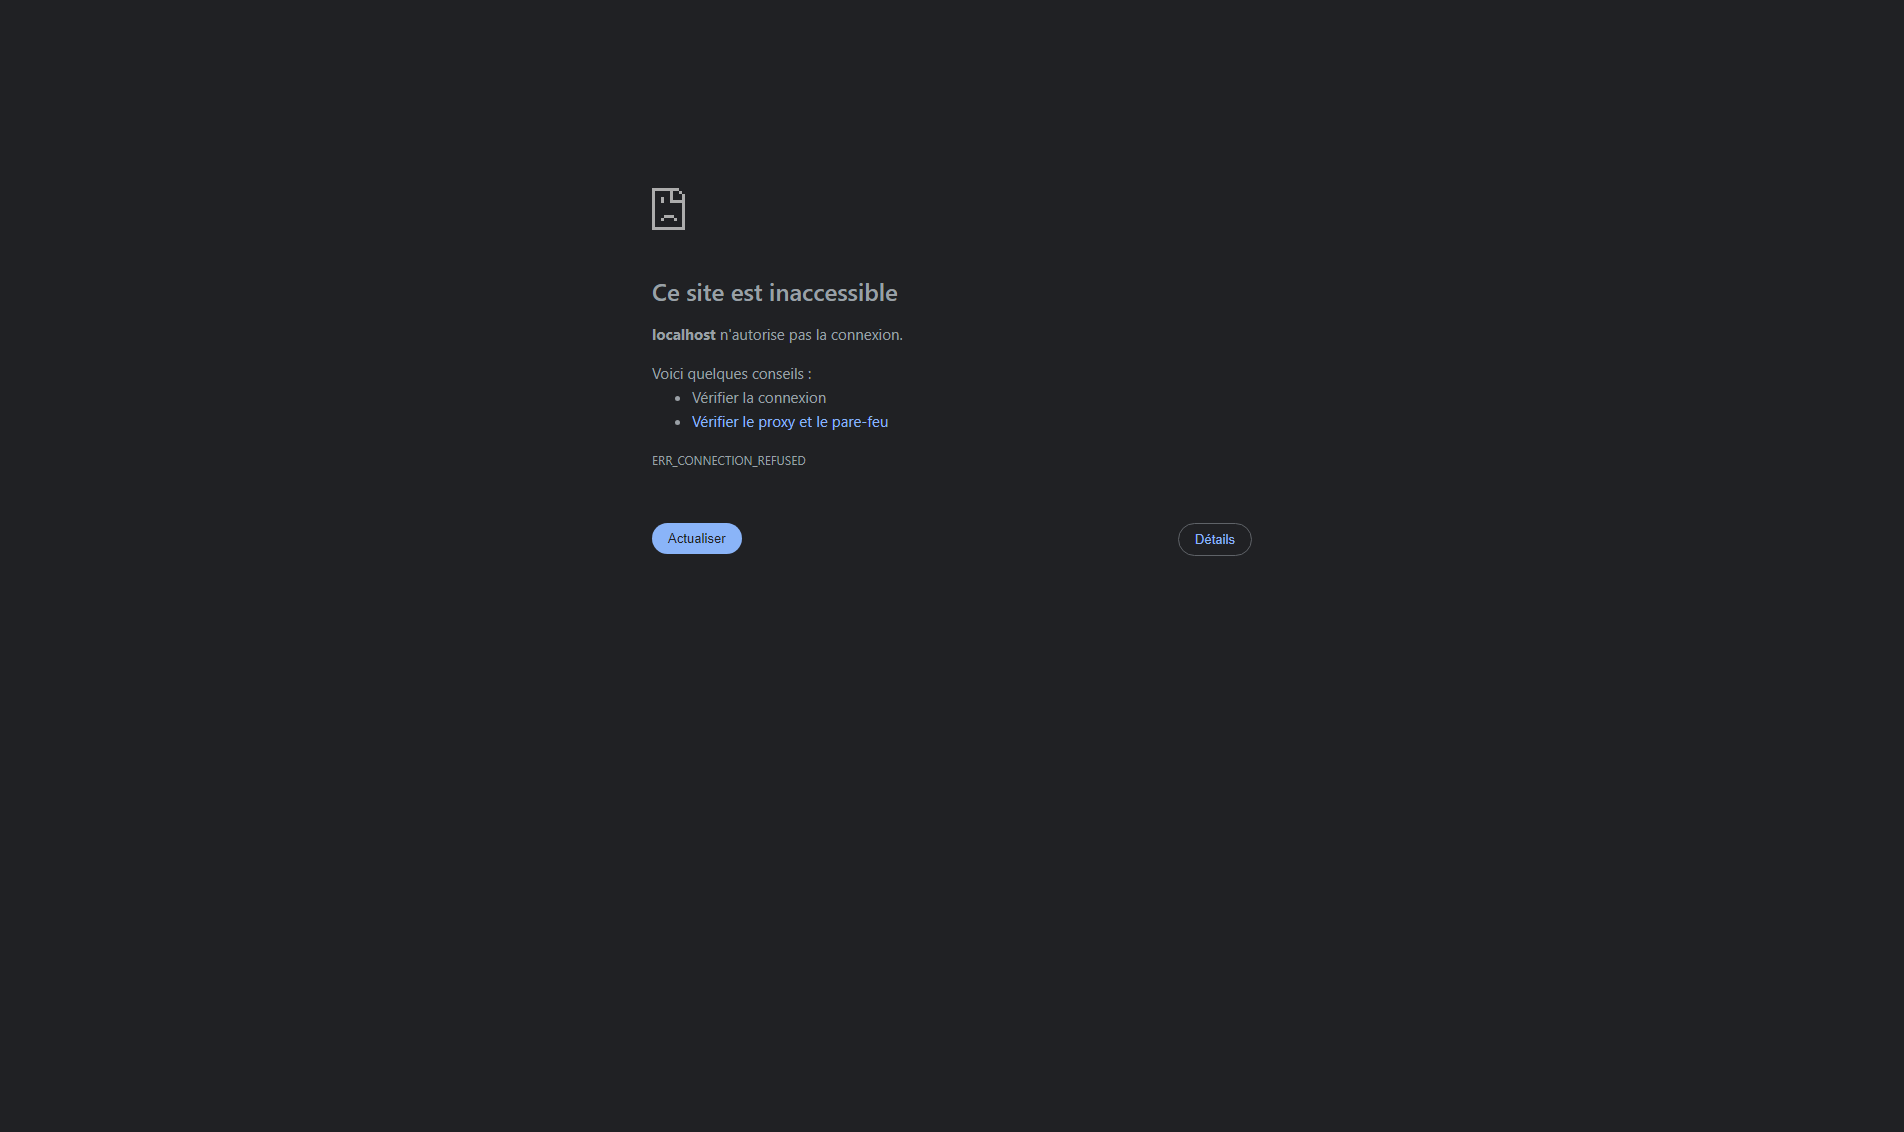 Ce site est inaccessible
localhost n'autorise pas la connexion.
Voici quelques conseils :
Vérifier la connexion
Vérifier le proxy et le pare-feu
ERR_CONNECTION_REFUSED
Actualiser
Détails